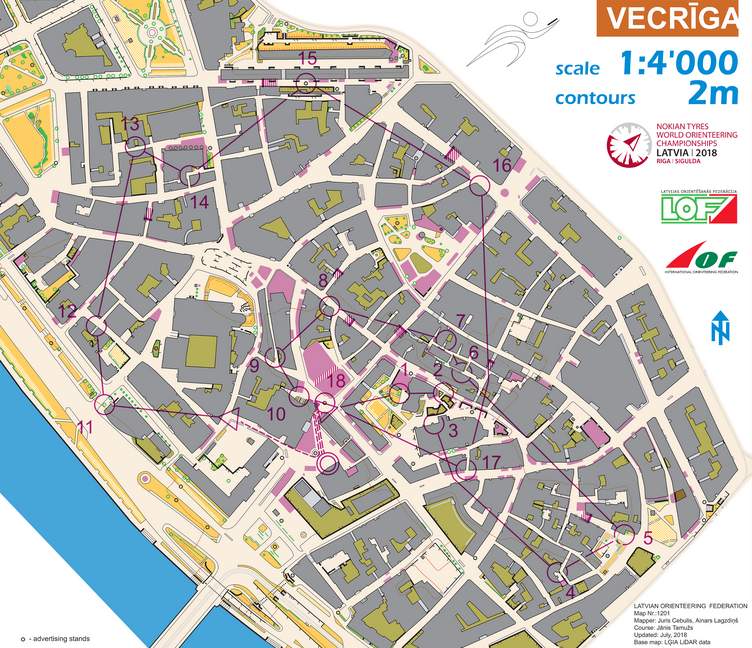 VECRĪGA
scale 1:4'000
contours 2m
NOKIAN TYRES
WORLD ORIENTEERING
CHAMPIONSHIPS
LATVIA | 2018
RIGA | SIGULDA
LATVIJAS ORIENTĒŠANĀS FEDERĀCIJA
LOF
IOF
INTERNATIONAL ORIENTEERING FEDERATION
N
15
13
16
14
8
12
7
6
9
18
1
2
10
11
3
17
5
4
o - advertising stands
LATVIAN ORIENTEERING FEDERATION
Map Nr.:1201
Mapper: Juris Cebulis, Ainars Lagzdiņš
Course: Jānis Tamužs
Updated: July, 2018
Base map: LĢIA LiDAR data